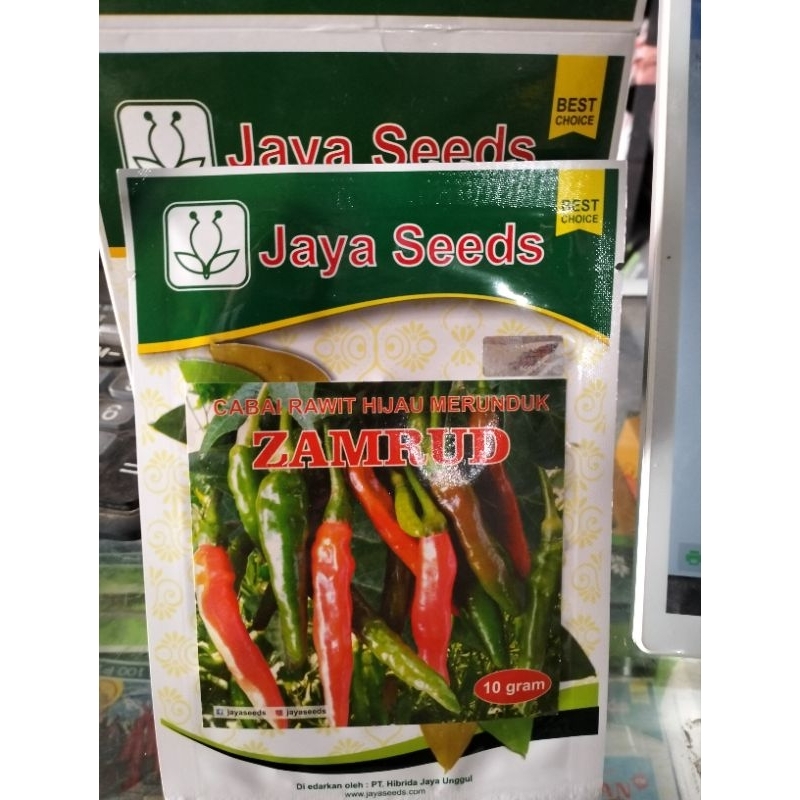 BEST
CHOICE
Jaya Seeds
BEST
CHOICE
Jaya Seeds
CABAI RAWIT HIJAU MERUNDUK
ZAMRUD
10 gram
jayaseeds jayaseeds
Di edarkan oleh : PT. Hibrida Jaya Unggul
www.jayaseeds.com
6